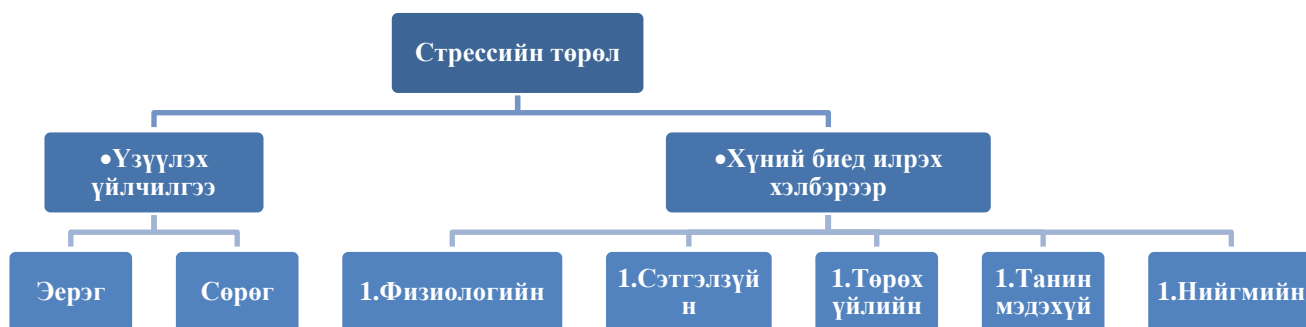 Стрессийн төрөл
•Үзүүлэх
үйлчилгээ
•Хүний биед илрэх
хэлбэрээр
Эерэг
Сөрөг
1.Физиологийн
1.Сэтгэлзүй
н
1.Төрөх
үйлийн
1.Танин
мэдэхүй
1.Нийгмийн